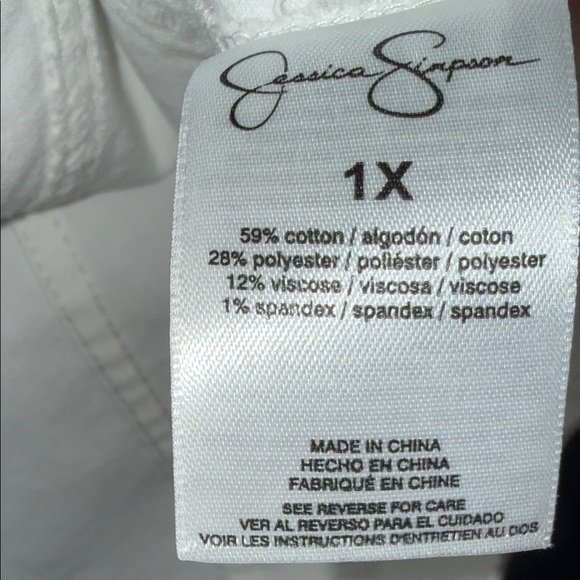 Jessica Simpson
1X
59% cotton / algodón / coton
28% polyester / poliéster / polyester
12% viscose / viscosa / viscose
1% spandex / spandex / spandex
MADE IN CHINA
HECHO EN CHINA
FABRIQUÉ EN CHINE
SEE REVERSE FOR CARE
VER AL REVERSO PARA EL CUIDADO
VOIR LES INSTRUCTIONS D'ENTRETIEN AU DOS